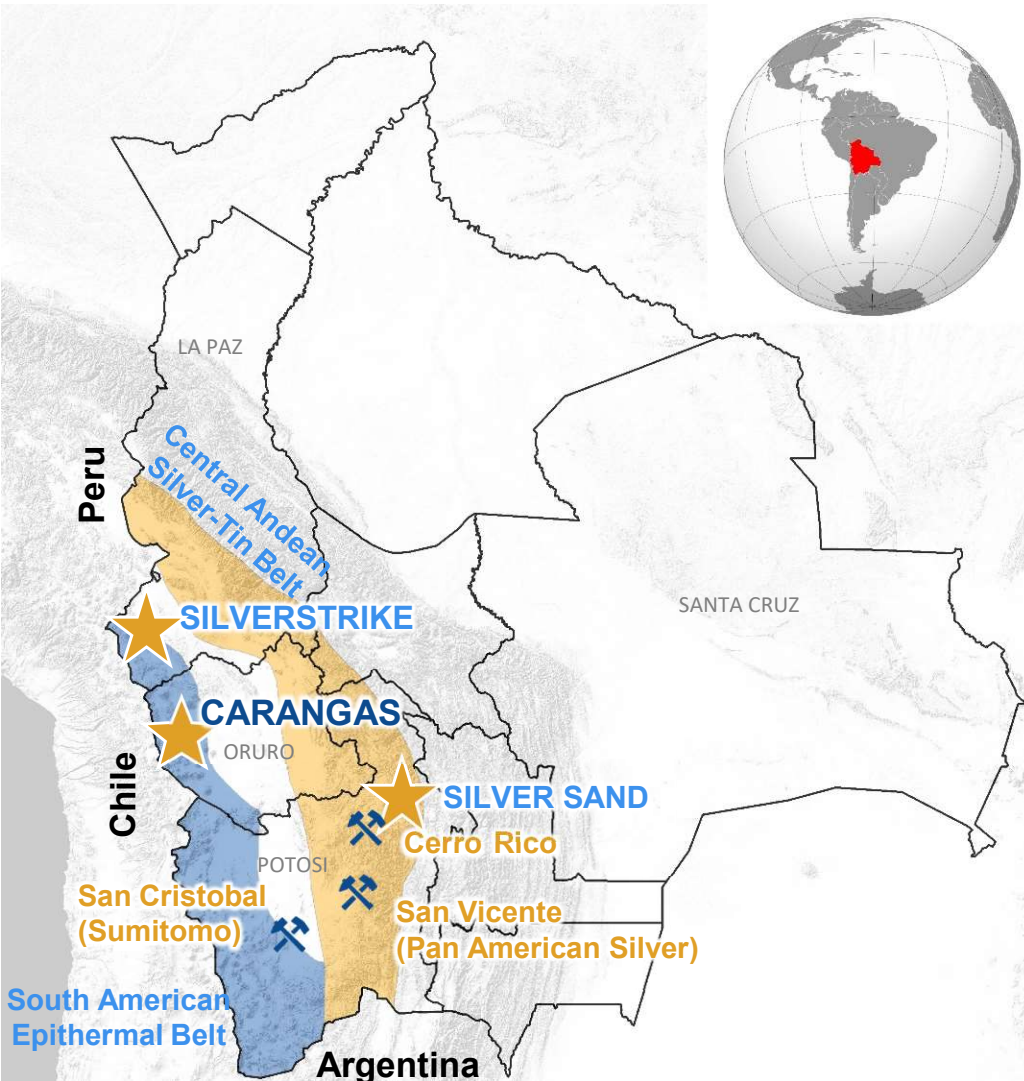 LA PAZ
Peru
Central Andean
Silver-Tin Belt
SILVERSTRIKE
SANTA CRUZ
CARANGAS
ORURO
Chile
SILVER SAND
Cerro Rico
POTOSI
San Cristobal
(Sumitomo)
San Vicente
(Pan American Silver)
South American
Epithermal Belt
Argentina